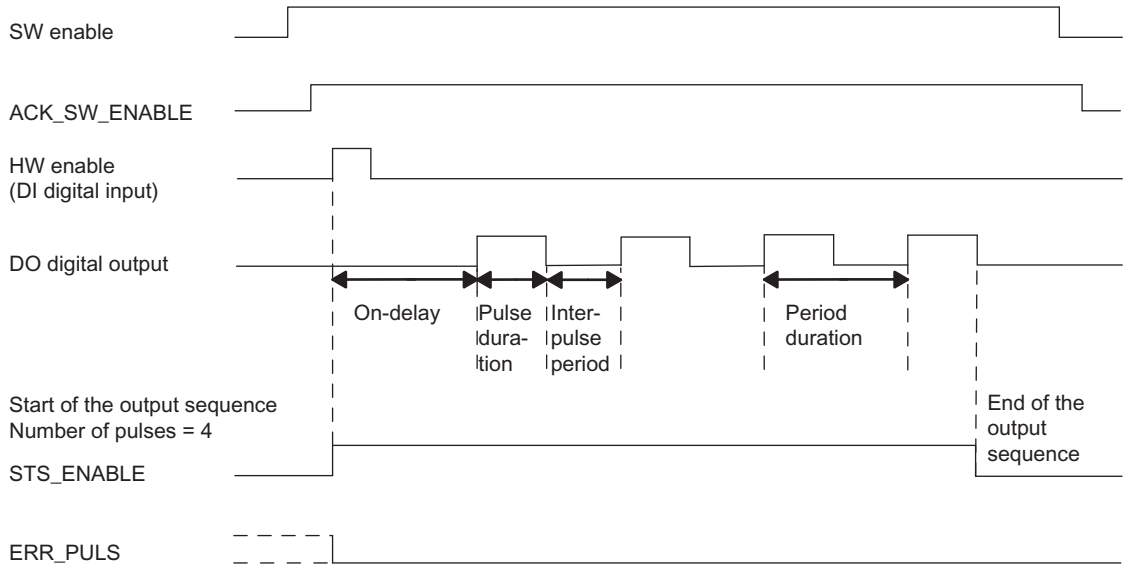 SW enable
ACK_SW_ENABLE
HW enable
(DI digital input)
DO digital output
On-delay
Pulse
dura-
tion
Inter-
pulse
period
Period
duration
Start of the output sequence
Number of pulses = 4
End of the
output
sequence
STS_ENABLE
ERR_PULS